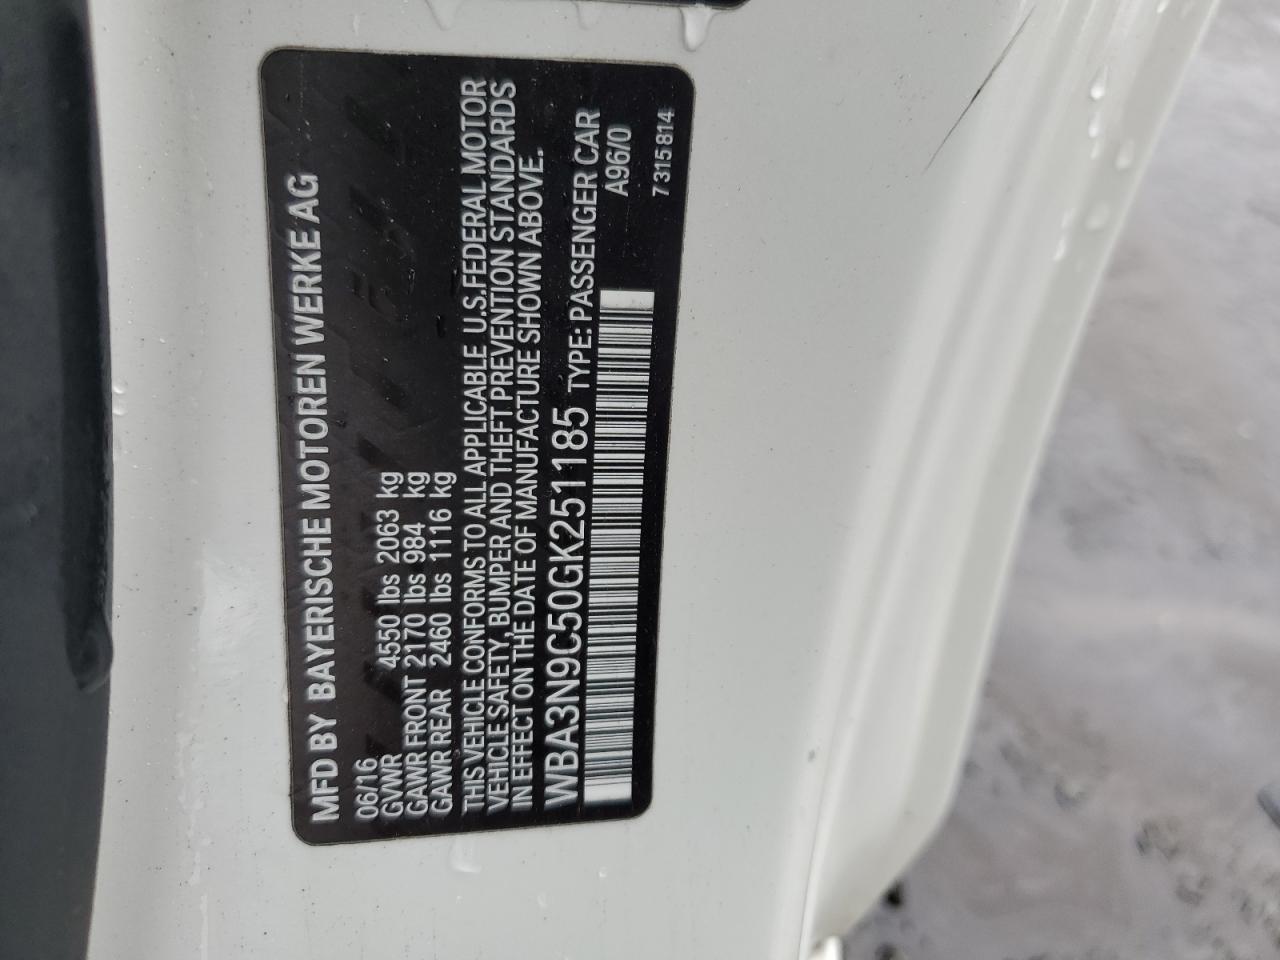 MFD BY BAYERISCHE MOTOREN WERKE AG
06/16
GVWR 4550 lbs 2063 kg
GAWR FRONT 2170 lbs 984 kg
GAWR REAR 2460 lbs 1116 kg
THIS VEHICLE CONFORMS TO ALL APPLICABLE U.S.FEDERAL MOTOR
VEHICLE SAFETY, BUMPER AND THEFT PREVENTION STANDARDS
IN EFFECT ON THE DATE OF MANUFACTURE SHOWN ABOVE.
WBA3N9C50GK251185 TYPE: PASSENGER CAR
A96/0
7315814